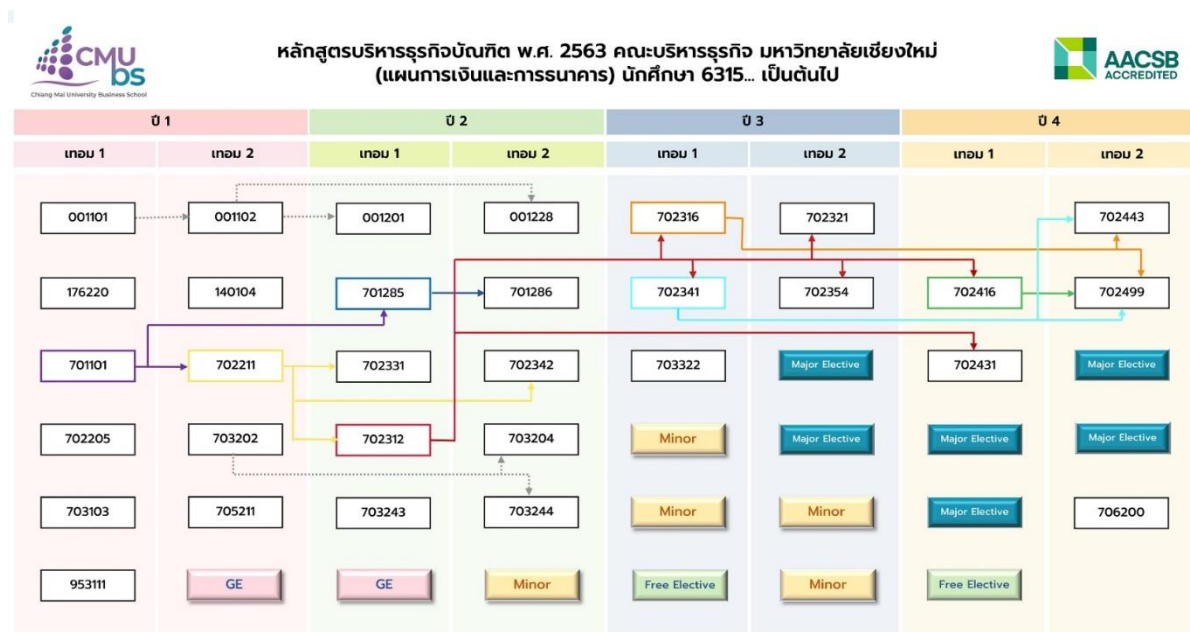 CMU
bs
Chiang Mai University Business School
หลักสูตรบริหารธุรกิจบัณฑิต พ.ศ. 2563 คณะบริหารธุรกิจ มหาวิทยาลัยเชียงใหม่
(แผนการเงินและการธนาคาร) นักศึกษา 6315... เป็นต้นไป
AACSB
ACCREDITED
ปี 1 ปี 2 ปี 3 ปี 4
เทอม 1 เทอม 2 เทอม 1 เทอม 2 เทอม 1 เทอม 2 เทอม 1 เทอม 2
001101 001102 001201 001228 702316 702321 702443
176220 140104 701285 701286 702341 702354 702416 702499
701101 702211 702331 702342 703322 Major Elective 702431 Major Elective
702205 703202 702312 703204 Minor Major Elective Major Elective Major Elective
703103 705211 703243 703244 Minor Minor Major Elective 706200
953111 GE GE Minor Free Elective Minor Free Elective